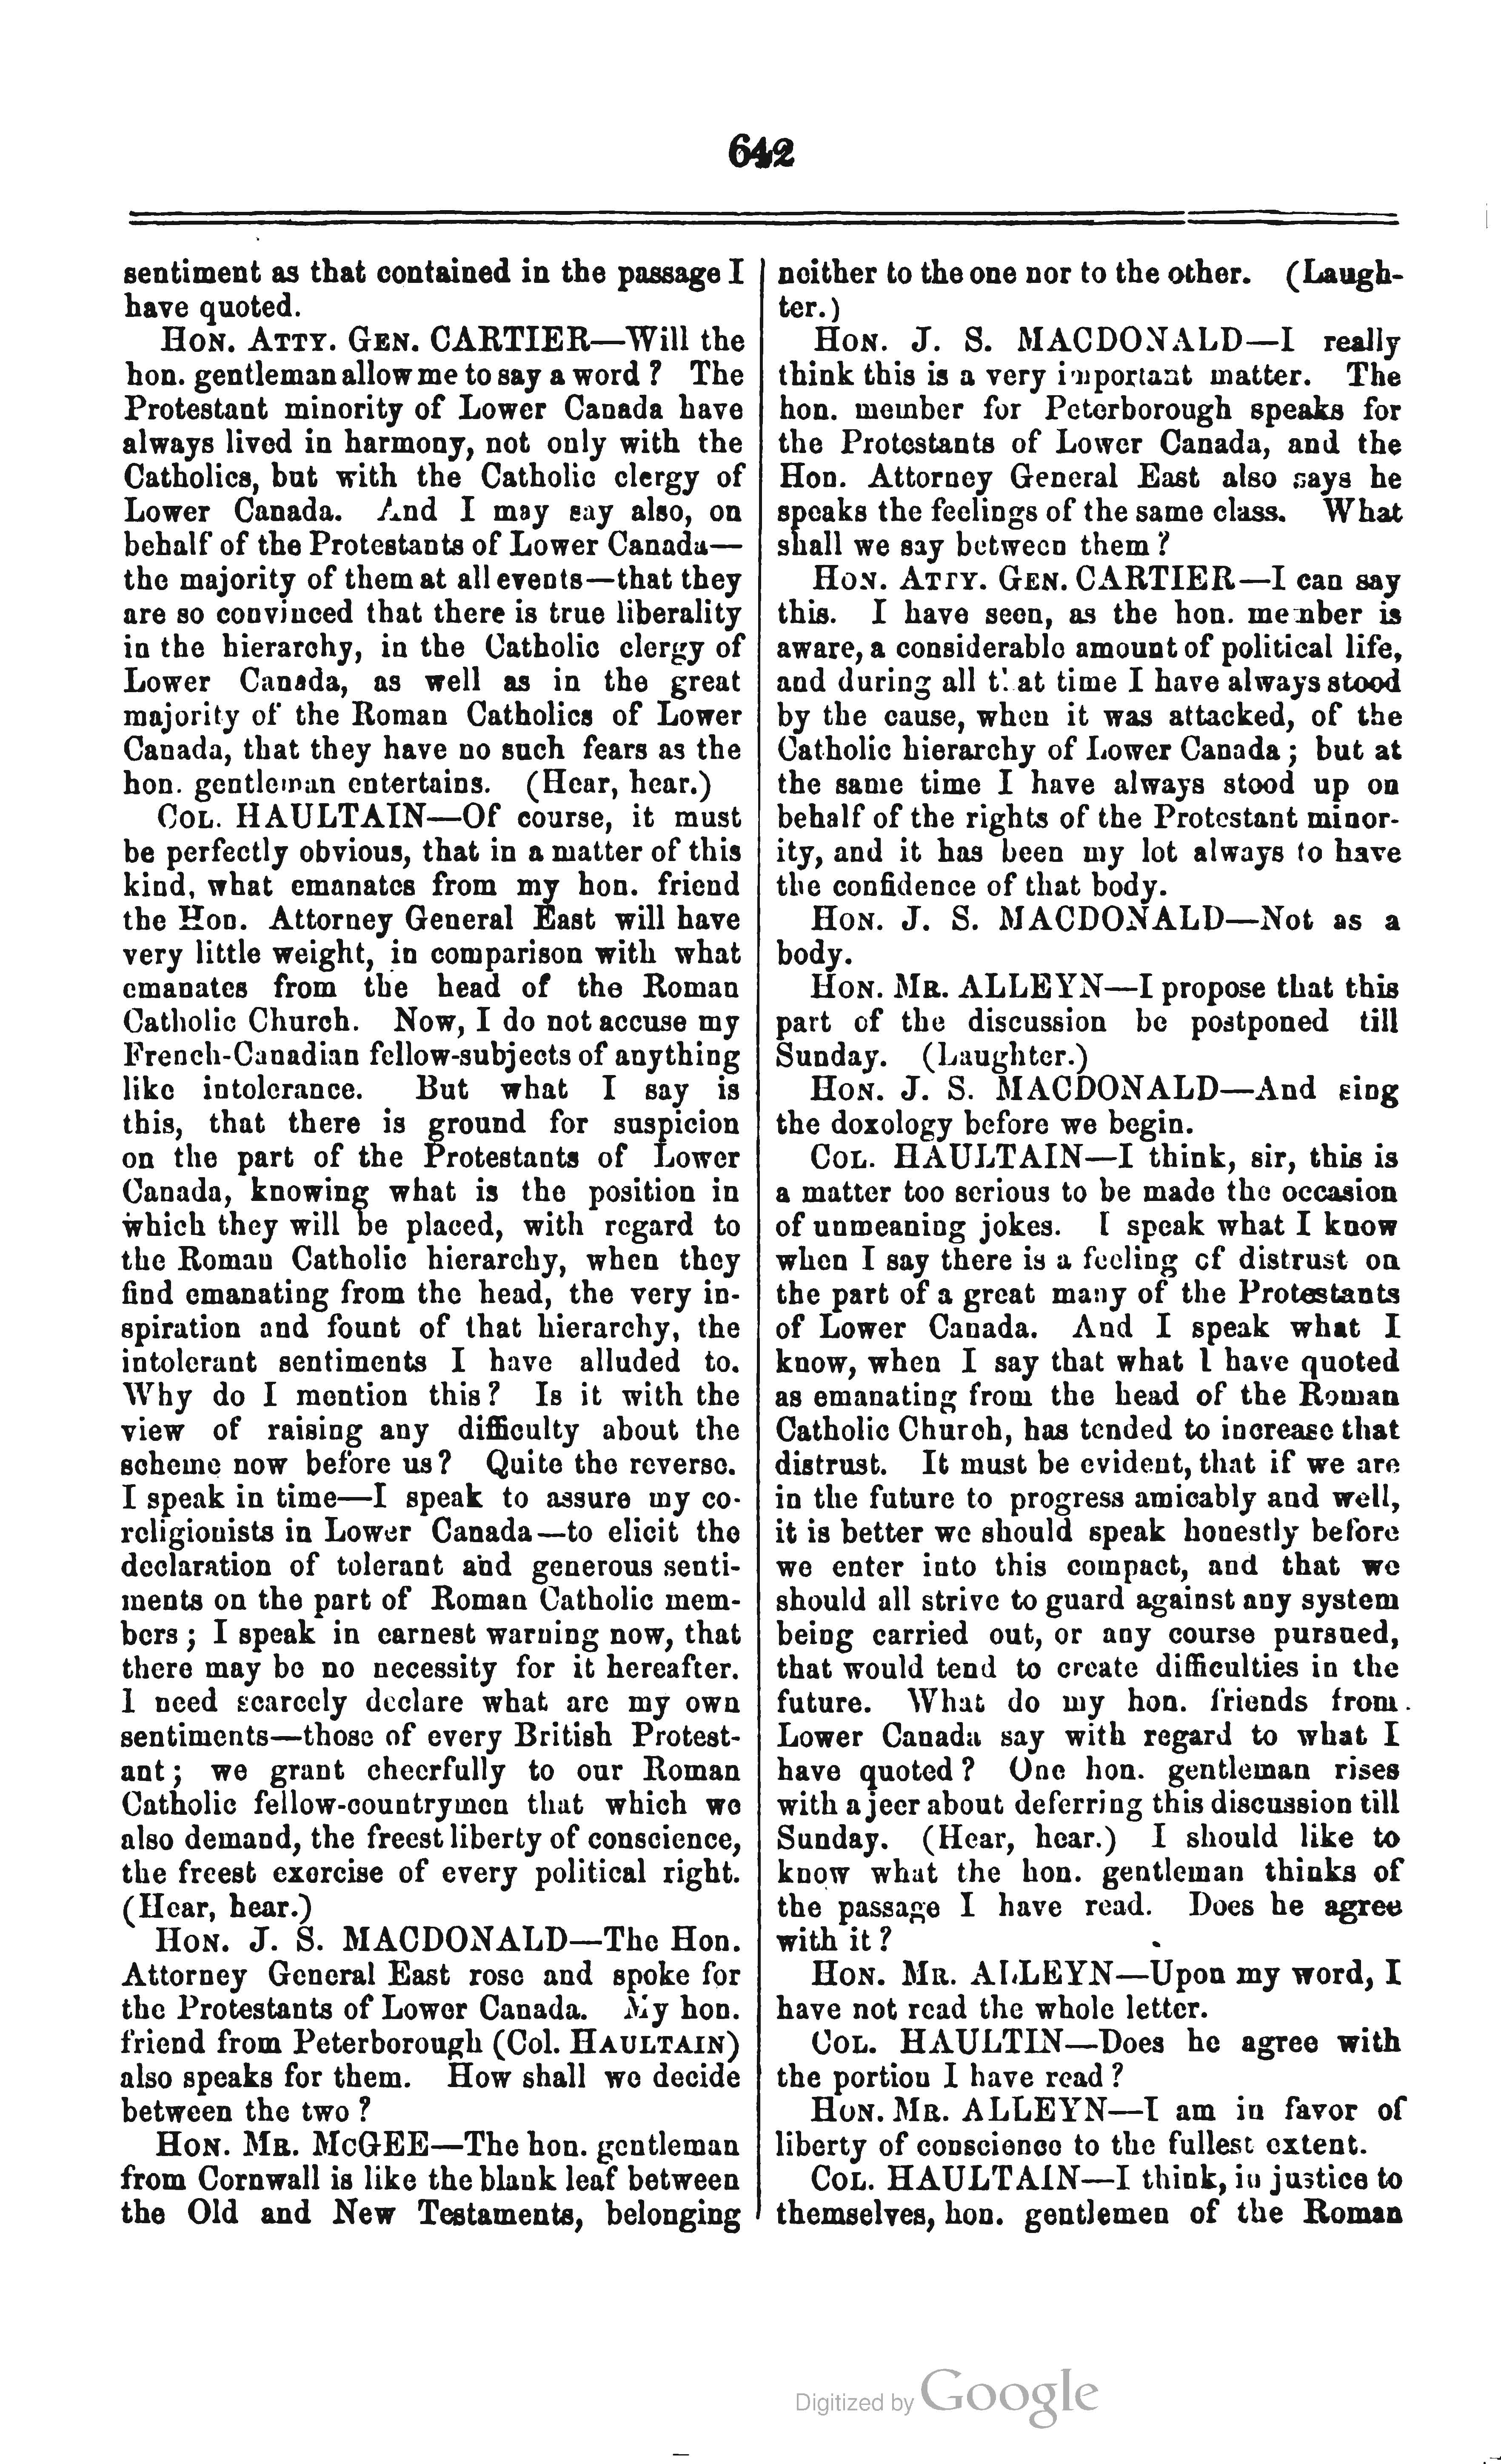 642
sentiment as that contained in the passage I
have quoted.
HON. ATTY. GEN. CARTIER—Will the
hon. gentleman allow me to say a word ? The
Protestant minority of Lower Canada have
always lived in harmony, not only with the
Catholics, but with the Catholic clergy of
Lower Canada. And I may say also, on
behalf of the Protestants of Lower Canada—
the majority of them at all events—that they
are so convinced that there is true liberality
in the hierarchy, in the Catholic clergy of
Lower Canada, as well as in the great
majority of the Roman Catholics of Lower
Canada, that they have no such fears as the
hon. gentleman entertains. (Hear, hear.)
COL. HAULTAIN—Of course, it must
be perfectly obvious, that in a matter of this
kind, what emanates from my hon. friend
the Hon. Attorney General East will have
very little weight, in comparison with what
emanates from the head of the Roman
Catholic Church. Now, I do not accuse my
French-Canadian fellow-subjects of anything
like intolerance. But what I say is
this, that there is ground for suspicion
on the part of the Protestants of Lower
Canada, knowing what is the position in
which they will be placed, with regard to
the Roman Catholic hierarchy, when they
find emanating from the head, the very in-
spiration and fount of that hierarchy, the
intolerant sentiments I have alluded to.
Why do I mention this ? Is it with the
view of raising any difficulty about the
scheme now before us ? Quite the reverse.
I speak in time—I speak to assure my co-
religionists in Lower Canada—to elicit the
declaration of tolerant and generous senti-
ments on the part of Roman Catholic mem-
bers ; I speak in earnest warning now, that
there may be no necessity for it hereafter.
I need scarcely declare what are my own
sentiments—those of every British Protest-
ant ; we grant cheerfully to our Roman
Catholic fellow-countrymen that which we
also demand, the freest liberty of conscience,
the freest exercise of every political right.
(Hear, hear.)
HON. J. S. MACDONALD—The Hon.
Attorney General East rose and spoke for
the Protestants of Lower Canada. My hon.
friend from Peterborough (Col. HAULTAIN)
also speaks for them. How shall we decide
between the two ?
HON. MR. MCGEE—The hon. gentleman
from Cornwall is like the blank leaf between
the Old and New Testaments, belonging
neither to the one nor to the other. (Laugh-
ter.)
HON. J. S. MACDONALD—I really
think this is a very important matter. The
hon. member for Peterborough speaks for
the Protestants of Lower Canada, and the
Hon. Attorney General East also says he
speaks the feelings of the same class. What
shall we say between them ?
HON. ATTY. GEN. CARTIER—I can say
this. I have seen, as the hon. member is
aware, a considerable amount of political life,
and during all that time I have always stood
by the cause, when it was attacked, of the
Catholic hierarchy of Lower Canada ; but at
the same time I have always stood up on
behalf of the rights of the Protestant minor-
ity, and it has been my lot always to have
the confidence of that body.
HON. J. S. MACDONALD—Not as a
body.
HON. MR. ALLEYN—I propose that this
part of the discussion be postponed till
Sunday. (Laughter.)
HON. J. S. MACDONALD—And sing
the doxology before we begin.
COL. HAULTAIN—I think, sir, this is
a matter too serious to be made the occasion
of unmeaning jokes. I speak what I know
when I say there is a feeling of distrust on
the part of a great many of the Protestants
of Lower Canada. And I speak what I
know, when I say that what I have quoted
as emanating from the head of the Roman
Catholic Church, has tended to increase that
distrust. It must be evident, that if we are
in the future to progress amicably and well,
it is better we should speak honestly before
we enter into this compact, and that we
should all strive to guard against any system
being carried out, or any course pursued,
that would tend to create difficulties in the
future. What do my hon. friends from
Lower Canada say with regard to what I
have quoted ? One hon. gentleman rises
with a jeer about deferring this discussion till
Sunday. (Hear, hear.) I should like to
know what the hon. gentleman thinks of
the passage I have read. Does he agree
with it ?
HON. MR. ALLEYN—Upon my word, I
have not read the whole letter.
COL. HAULTIN—Does he agree with
the portion I have read ?
HON. MR. ALLEYN—I am in favor of
liberty of conscience to the fullest extent.
COL. HAULTAIN—I think, in justice to
themselves, hon. gentlemen of the Roman
Digitized by Google